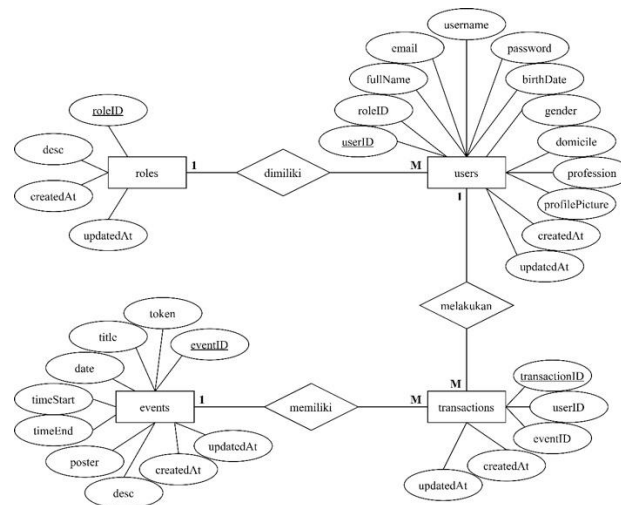 username
email
password
fullName
birthDate
roleID
roleID
gender
userID
desc
domicile
roles
1
dimiliki
M
users
profession
createdAt
1
profilePicture
updatedAt
createdAt
updatedAt
melakukan
token
title
eventID
date
M
transactionID
timeStart
events
1
memiliki
M
transactions
userID
timeEnd
eventID
updatedAt
poster
createdAt
createdAt
desc
updatedAt